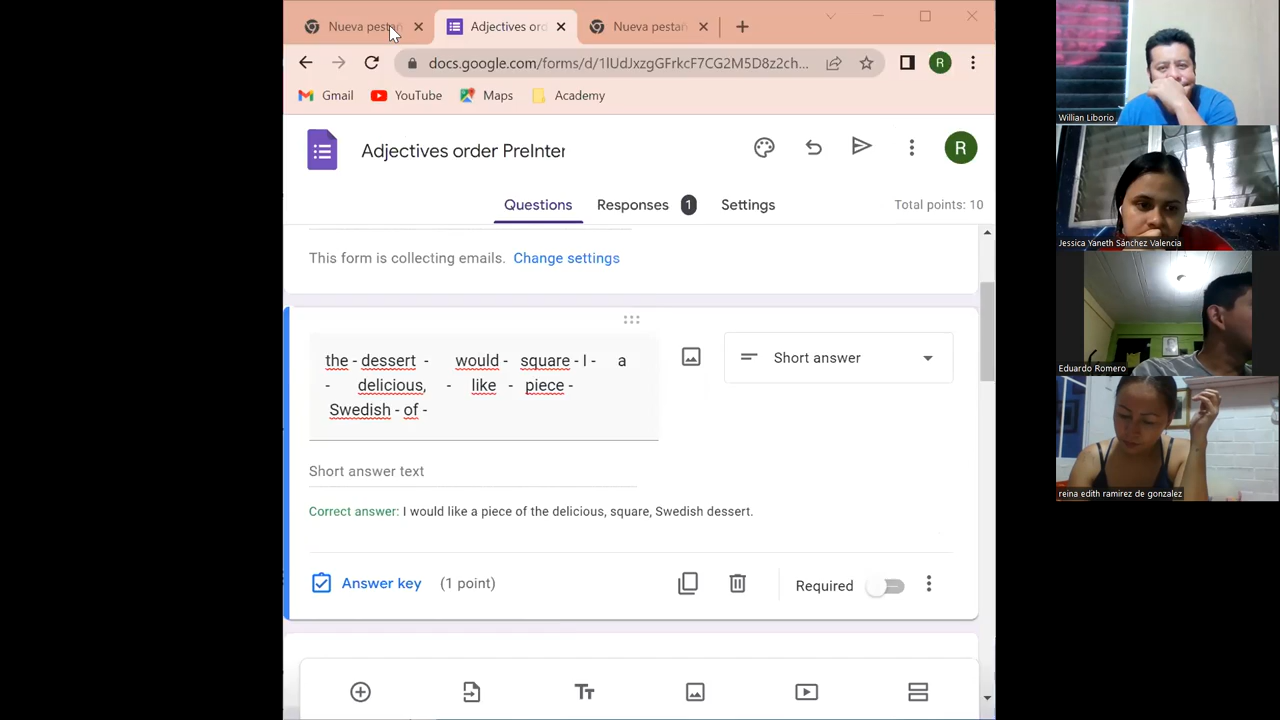 Nueva pestañ
Adjectives ord
Nueva pestañ
docs.google.com/forms/d/1lUdJxzgGFrkcF7CG2M5D8z2ch...
R
Gmail YouTube Maps Academy
Adjectives order PreInter
R
Questions Responses 1 Settings Total points: 10
This form is collecting emails. Change settings
the - dessert - would - square - I - a
- delicious, - like - piece -
Swedish - of -
Short answer
Short answer text
Correct answer: I would like a piece of the delicious, square, Swedish dessert.
Answer key (1 point) Required
Tт
Willian Liborio
Jessica Yaneth Sánchez Valencia
Eduardo Romero
reina edith ramirez de gonzalez